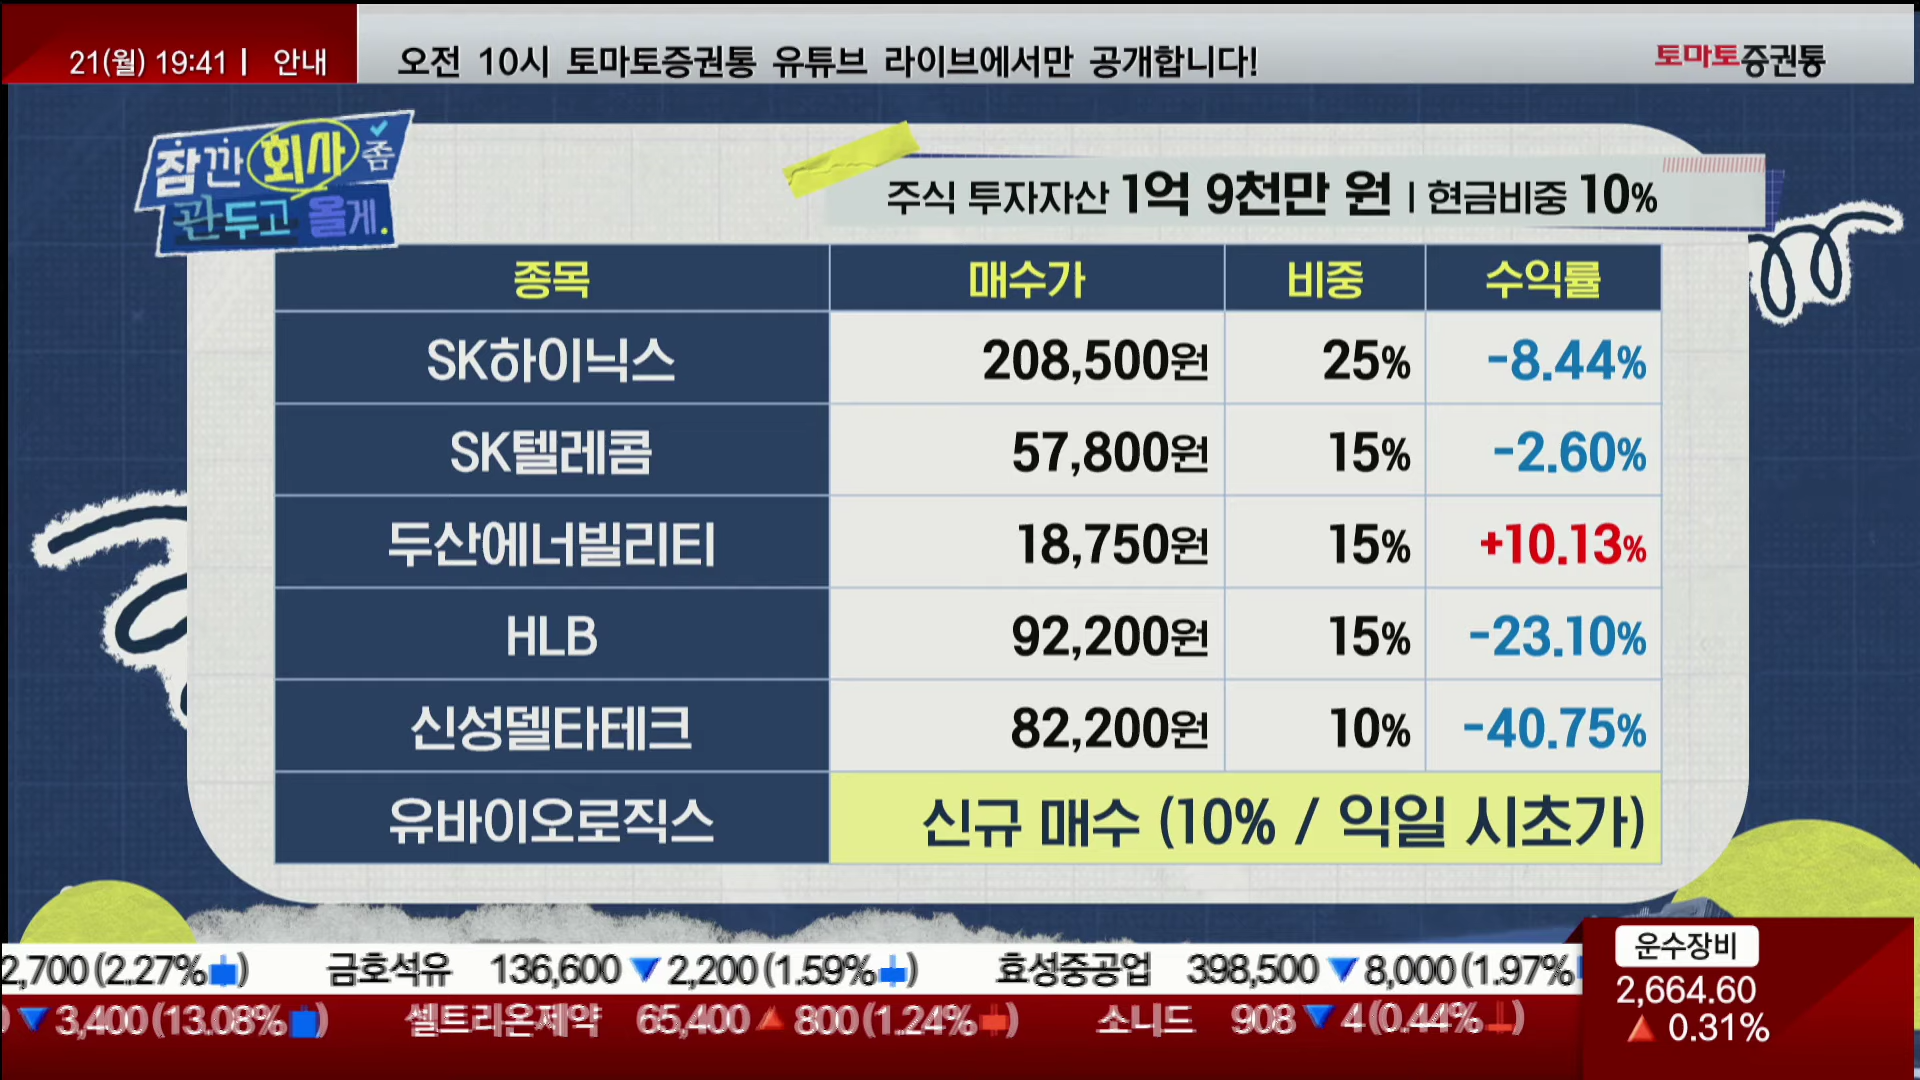 21(월) 19:41 | 안내
오전 10시 토마토증권통 유튜브 라이브에서만 공개합니다!
토마토증권통
잠깐 회사 좀
관두고 올게.
주식 투자자산 1억 9천만 원 | 현금비중 10%
종목 매수가 비중 수익률
SK하이닉스 208,500원 25% -8.44%
SK텔레콤 57,800원 15% -2.60%
두산에너빌리티 18,750원 15% +10.13%
HLB 92,200원 15% -23.10%
신성델타테크 82,200원 10% -40.75%
유바이오로직스 신규 매수 (10% / 익일 시초가)
2,700(2.27%) 금호석유 136,600 ▼ 2,200(1.59%) 효성중공업 398,500 ▼ 8,000(1.97%
▼ 3,400(13.08%) 셀트리온제약 65,400 ▲ 800(1.24%) 소니드 908 ▼ 4(0.44%)
운수장비
2,664.60
▲ 0.31%